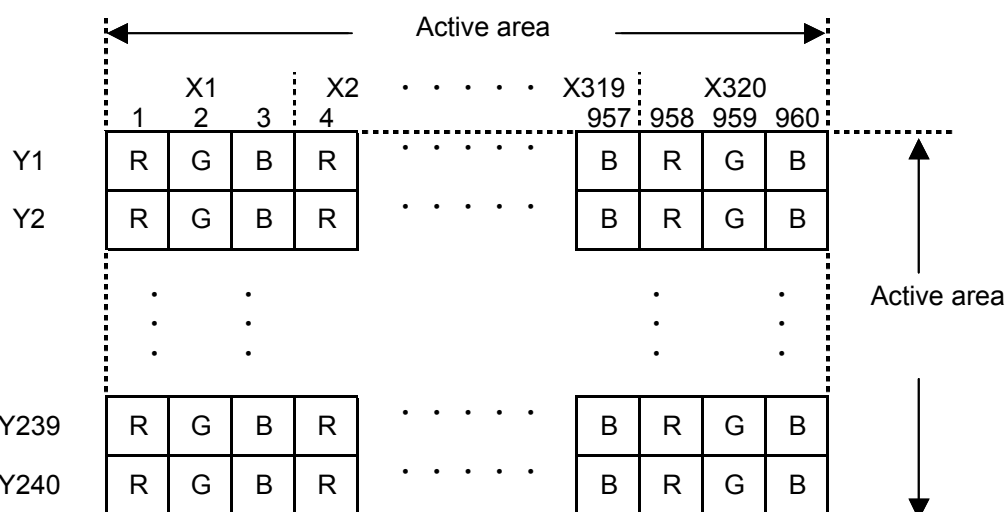 Active area
X1 X2 · · · · · X319 X320
1 2 3 4 957 958 959 960
Y1 R G B R · · · · · B R G B
Y2 R G B R · · · · · B R G B
Active area
Y239 R G B R · · · · · B R G B
Y240 R G B R · · · · · B R G B